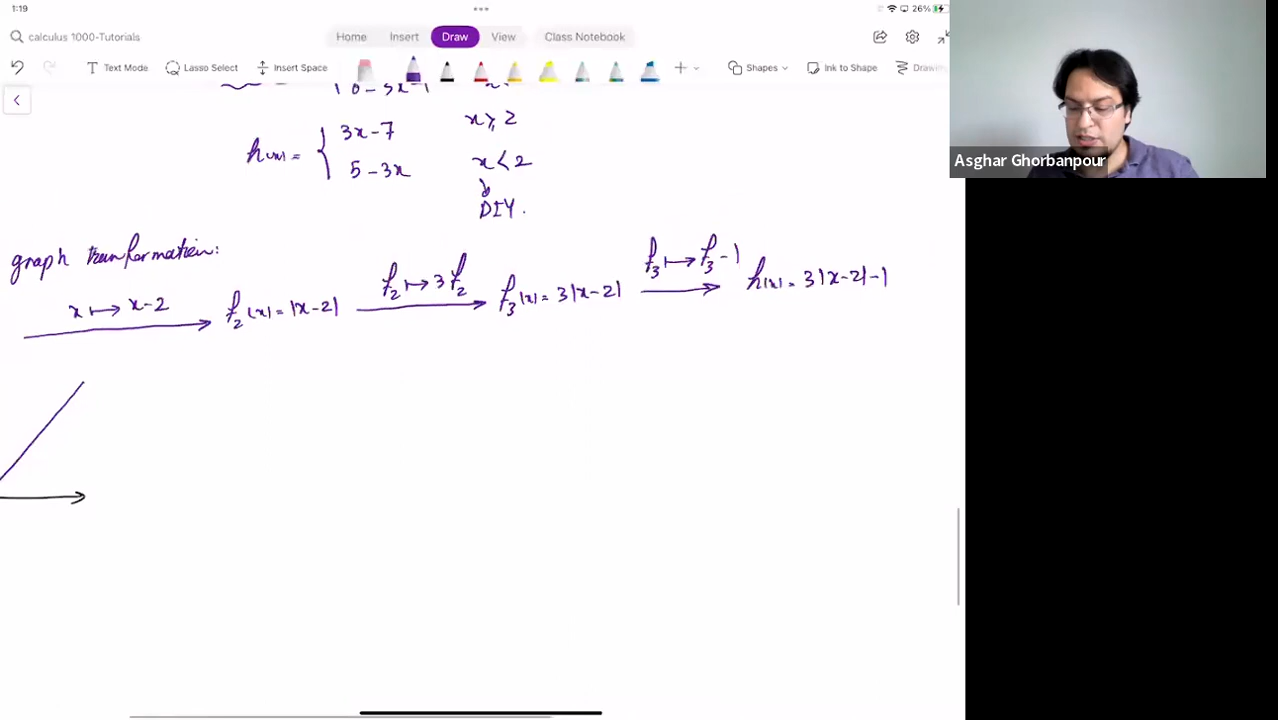 1:19
26%
calculus 1000-Tutorials
Home Insert Draw View Class Notebook
Text Mode Lasso Select Insert Space Shapes Ink to Shape Drawin
Asghar Ghorbanpour
3x-7 x≥2
h(x)= {
5-3x x<2
DIY.
graph transformation:
x ↦ x-2 f₂(x)=|x-2| f₂ ↦ 3f₂ f₃(x)=3|x-2| f₃ ↦ f₃-1 h(x)=3|x-2|-1